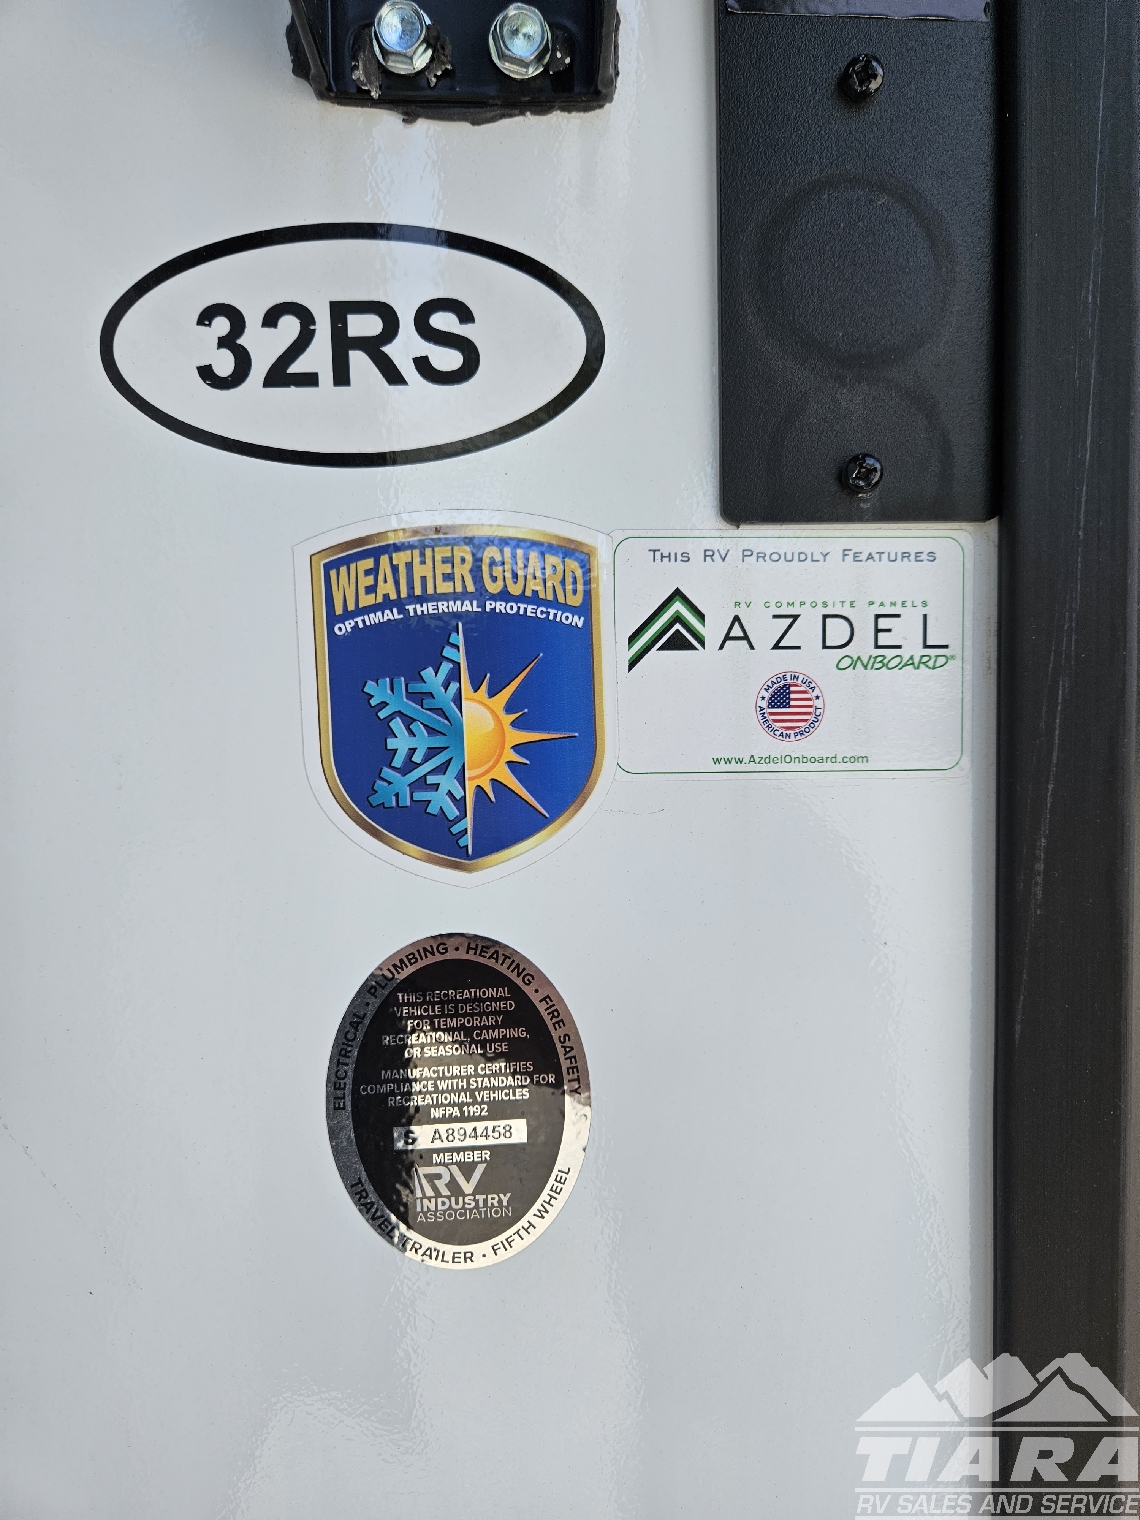 32RS
WEATHER GUARD
OPTIMAL THERMAL PROTECTION
THIS RV PROUDLY FEATURES
RV COMPOSITE PANELS
AZDEL
ONBOARD®
MADE IN USA
AMERICAN PRODUCT
www.AzdelOnboard.com
ELECTRICAL • PLUMBING • HEATING • FIRE SAFETY
THIS RECREATIONAL
VEHICLE IS DESIGNED
FOR TEMPORARY
RECREATIONAL, CAMPING,
OR SEASONAL USE
MANUFACTURER CERTIFIES
COMPLIANCE WITH STANDARD FOR
RECREATIONAL VEHICLES
NFPA 1192
S A894458
MEMBER
RV
INDUSTRY
ASSOCIATION
TRAVEL TRAILER • FIFTH WHEEL
TIARA
RV SALES AND SERVICE